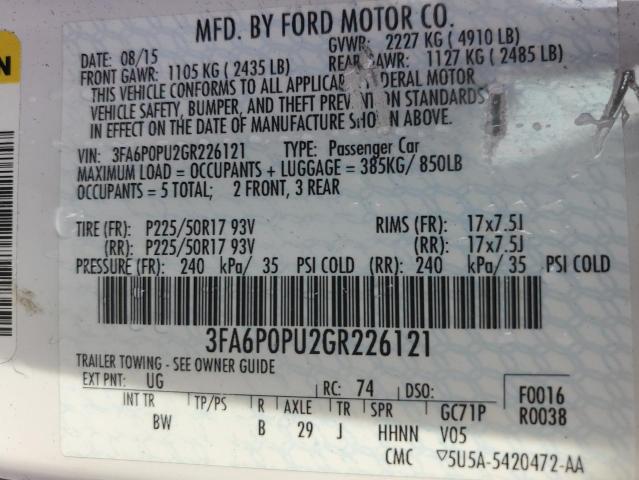 MFD. BY FORD MOTOR CO.
DATE: 08/15 GVWR: 2227 KG ( 4910 LB)
FRONT GAWR: 1105 KG ( 2435 LB) REAR GAWR: 1127 KG ( 2485 LB)
THIS VEHICLE CONFORMS TO ALL APPLICABLE FEDERAL MOTOR
VEHICLE SAFETY, BUMPER, AND THEFT PREVENTION STANDARDS
IN EFFECT ON THE DATE OF MANUFACTURE SHOWN ABOVE.
VIN: 3FA6P0PU2GR226121 TYPE: Passenger Car
MAXIMUM LOAD = OCCUPANTS + LUGGAGE = 385KG/ 850LB
OCCUPANTS = 5 TOTAL; 2 FRONT, 3 REAR
TIRE (FR): P225/50R17 93V RIMS (FR): 17x7.5J
(RR): P225/50R17 93V (RR): 17x7.5J
PRESSURE (FR): 240 kPa/ 35 PSI COLD (RR): 240 kPa/ 35 PSI COLD
3FA6P0PU2GR226121
TRAILER TOWING - SEE OWNER GUIDE
EXT PNT: UG RC: 74 DSO: F0016
R0038
INT TR TP/PS R AXLE TR SPR GC71P
BW B 29 J HHNN V05
CMC ▽5U5A-5420472-AA
N